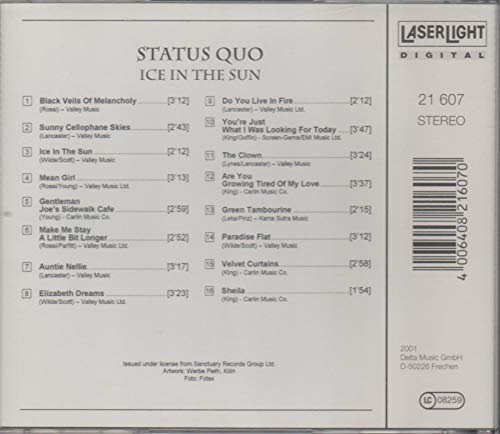 STATUS QUO
ICE IN THE SUN
1 Black Veils Of Melancholy [3'12]
(Rossi) – Valley Music
2 Sunny Cellophane Skies [2'43]
(Lancaster) – Valley Music
3 Ice In The Sun [2'12]
(Wilde/Scott) – Valley Music
4 Mean Girl [3'13]
(Rossi/Young) – Valley Music
5 Gentleman
Joe's Sidewalk Cafe [2'59]
(Young) - Carlin Music Co.
6 Make Me Stay
A Little Bit Longer [2'52]
(Rossi/Parfitt) – Valley Music Ltd.
7 Auntie Nellie [3'17]
(Lancaster) – Valley Music
8 Elizabeth Dreams [3'23]
(Wilde/Scott) – Valley Music Ltd.
9 Do You Live In Fire [2'12]
(Lancaster) – Valley Music
10 You're Just
What I Was Looking For Today [3'47]
(King/Goffin) - Screen-Gems/EMI Music Ltd.
11 The Clown [3'24]
(Lynes/Lancaster) – Valley Music
12 Are You
Growing Tired Of My Love [3'37]
(King) - Carlin Music Co.
13 Green Tambourine [2'15]
(Leka/Pinz) – Kama Sutra Music
14 Paradise Flat [3'12]
(Wilde/Scott) – Valley Music
15 Velvet Curtains [2'58]
(King) - Carlin Music Co.
16 Sheila [1'54]
(King) - Carlin Music Co.
Issued under license from Sanctuary Records Group Ltd.
Artwork: Werbe Pieth, Köln
Foto: Fotex
LASERLIGHT
DIGITAL
21 607
STEREO
4 006408 216070
2001
Delta Music GmbH
D-50226 Frechen
LC 08259